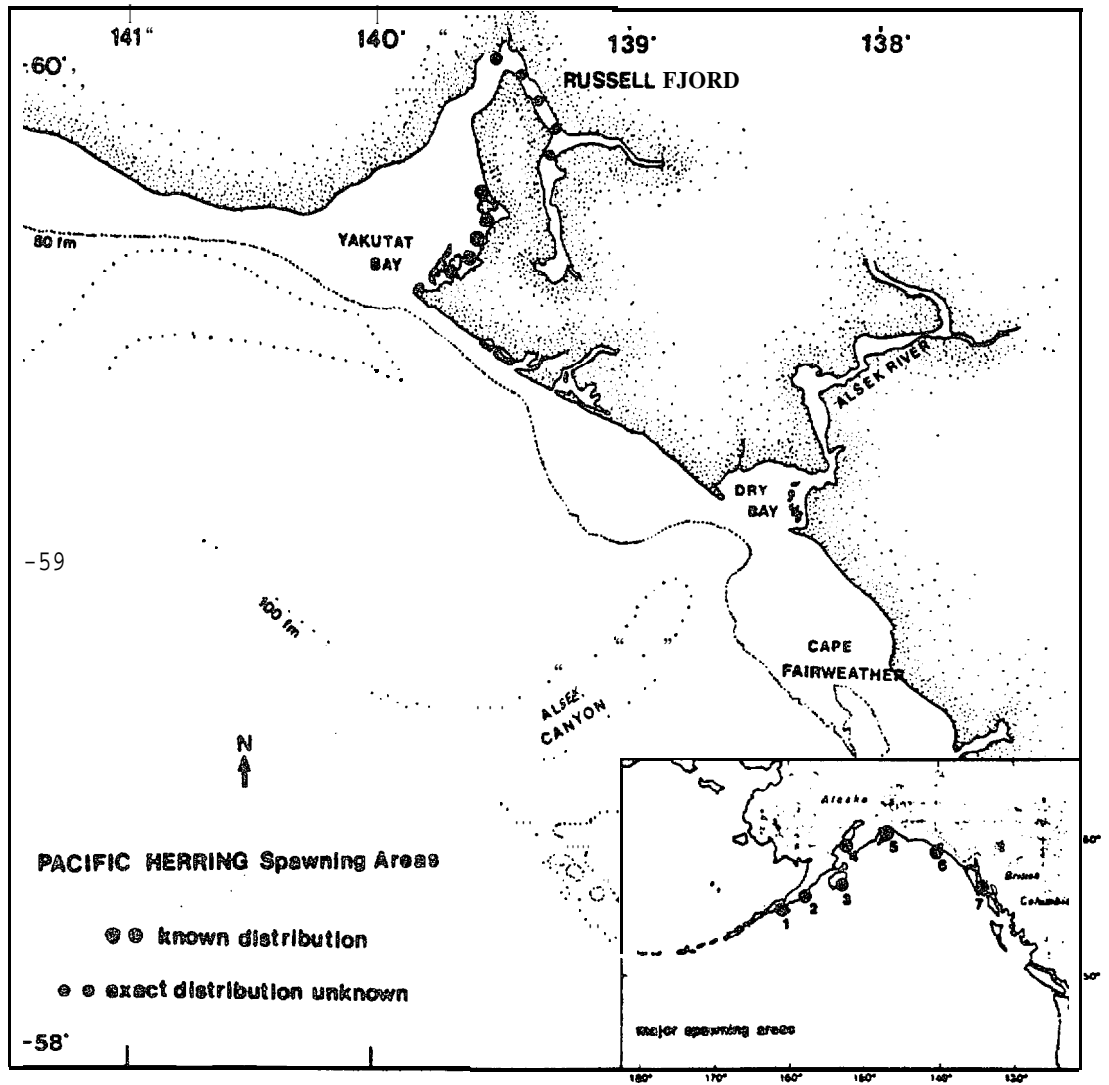 141°
140°
139°
138°
60°
RUSSELL FJORD
60 fm
YAKUTAT
BAY
ALSEK RIVER
DRY
BAY
-59
100 fm
CAPE
FAIRWEATHER
ALSEK
CANYON
N
PACIFIC HERRING Spawning Areas
known distribution
exact distribution unknown
-58°
Alaska
60°
British
Columbia
1
2
3
4
5
6
7
50°
major spawning areas
180° 170° 160° 150° 140° 130°